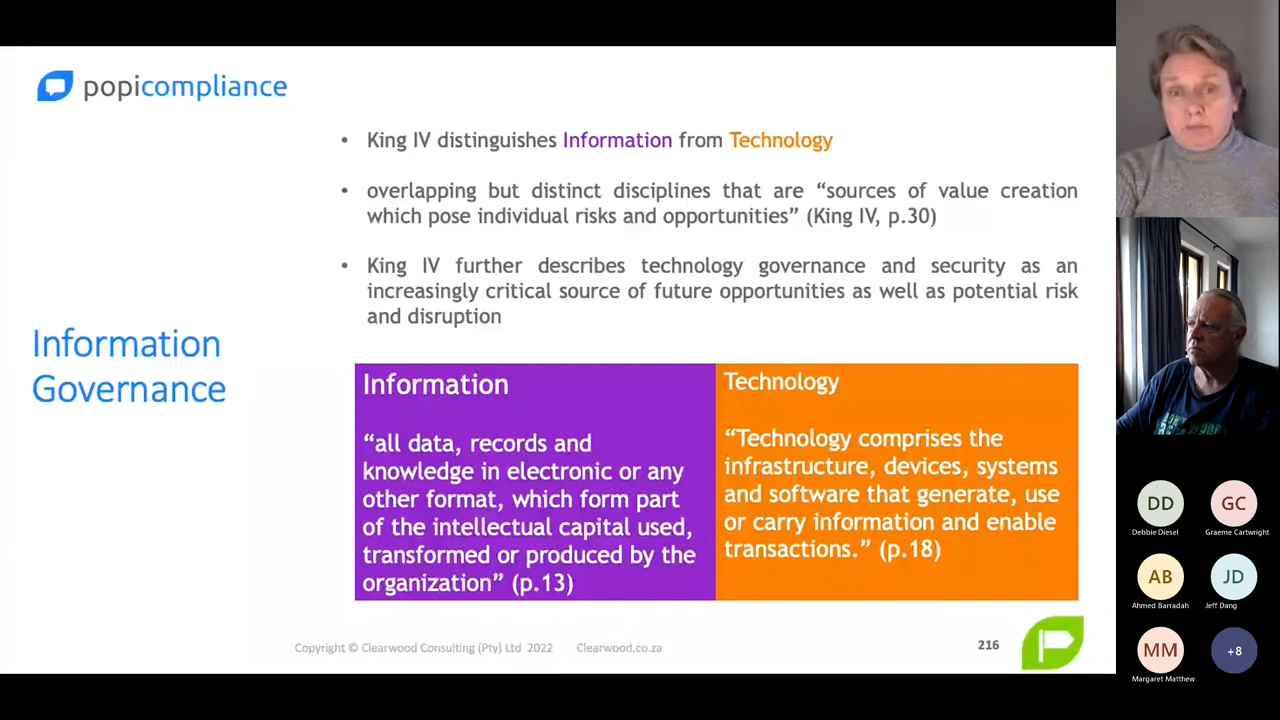 popicompliance
• King IV distinguishes Information from Technology
• overlapping but distinct disciplines that are “sources of value creation
which pose individual risks and opportunities” (King IV, p.30)
• King IV further describes technology governance and security as an
increasingly critical source of future opportunities as well as potential risk
and disruption
Information
Governance
Information
“all data, records and
knowledge in electronic or any
other format, which form part
of the intellectual capital used,
transformed or produced by the
organization” (p.13)
Technology
“Technology comprises the
infrastructure, devices, systems
and software that generate, use
or carry information and enable
transactions.” (p.18)
Copyright © Clearwood Consulting (Pty) Ltd 2022 Clearwood.co.za
216
DD
Debbie Diesel
GC
Graeme Cartwright
AB
Ahmed Barradah
JD
Jeff Dang
MM
Margaret Matthew
+8